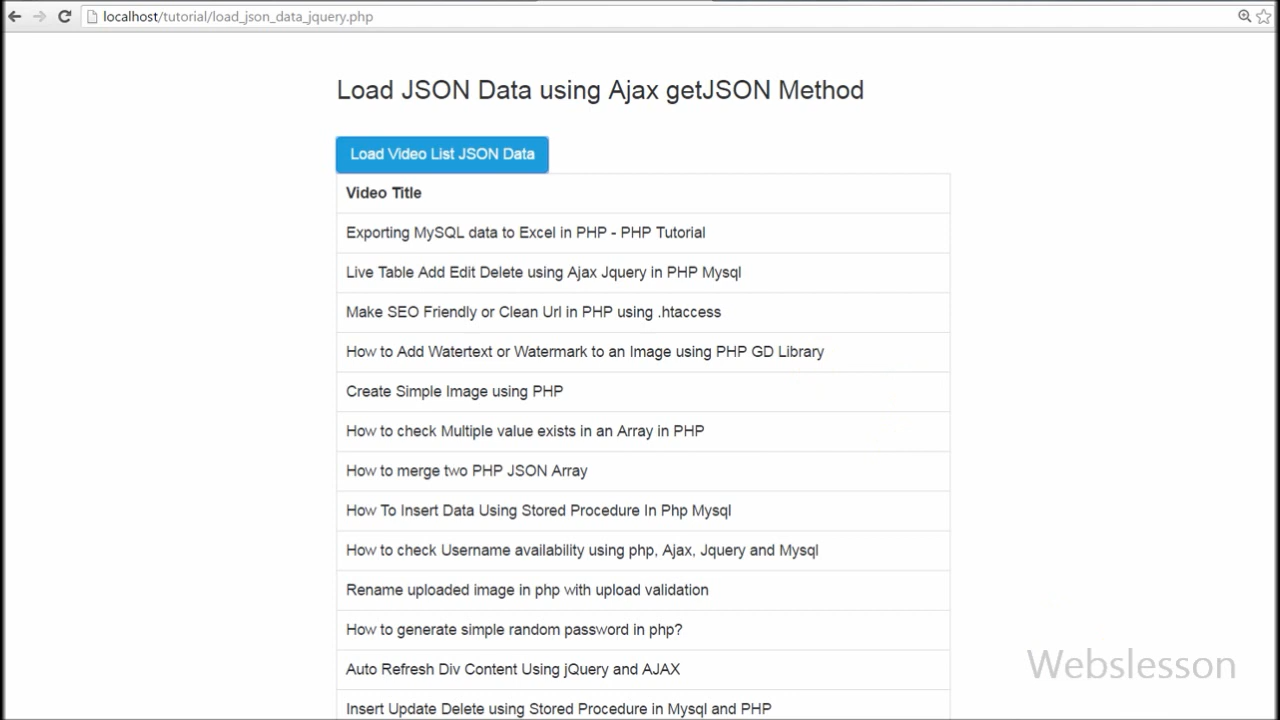 localhost/tutorial/load_json_data_jquery.php
Load JSON Data using Ajax getJSON Method
Load Video List JSON Data
Video Title
Exporting MySQL data to Excel in PHP - PHP Tutorial
Live Table Add Edit Delete using Ajax Jquery in PHP Mysql
Make SEO Friendly or Clean Url in PHP using .htaccess
How to Add Watertext or Watermark to an Image using PHP GD Library
Create Simple Image using PHP
How to check Multiple value exists in an Array in PHP
How to merge two PHP JSON Array
How To Insert Data Using Stored Procedure In Php Mysql
How to check Username availability using php, Ajax, Jquery and Mysql
Rename uploaded image in php with upload validation
How to generate simple random password in php?
Auto Refresh Div Content Using jQuery and AJAX
Insert Update Delete using Stored Procedure in Mysql and PHP
Webslesson